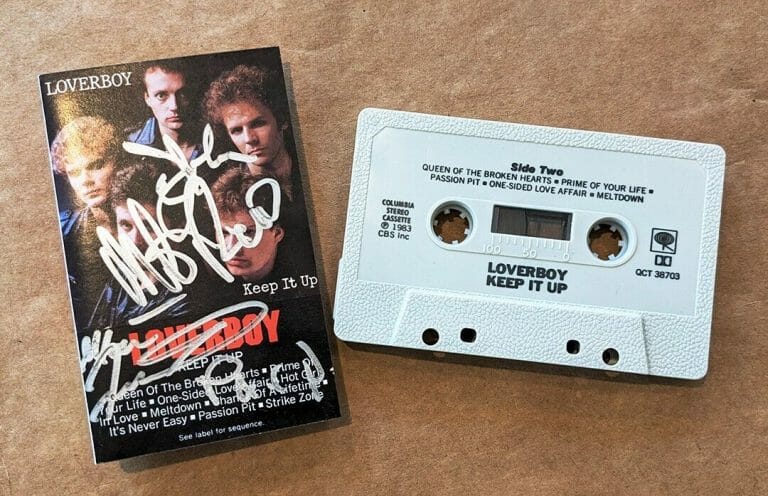 LOVERBOY
Keep It Up
LOVERBOY
KEEP IT UP
Queen Of The Broken Hearts ■ Prime Of
Your Life ■ One-Sided Love Affair ■ Hot Girls
In Love ■ Meltdown ■ Chance Of A Lifetime
It's Never Easy ■ Passion Pit ■ Strike Zone
See label for sequence.
Side Two
QUEEN OF THE BROKEN HEARTS ■ PRIME OF YOUR LIFE ■
PASSION PIT ■ ONE-SIDED LOVE AFFAIR ■ MELTDOWN
COLUMBIA
STEREO
CASSETTE
℗ 1983
CBS Inc
100 50 0
QCT 38703
LOVERBOY
KEEP IT UP